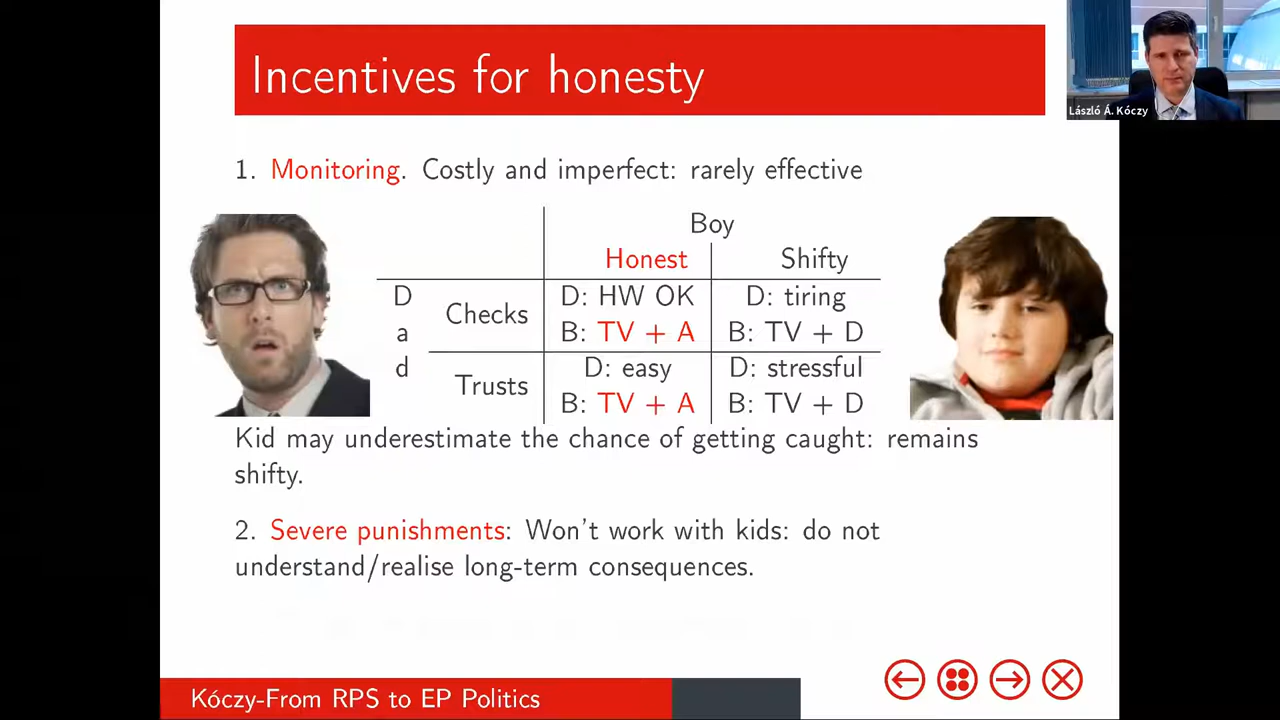 Incentives for honesty
László Á. Kóczy
1. Monitoring. Costly and imperfect: rarely effective
Boy
Honest Shifty
D a d
Checks
D: HW OK D: tiring
B: TV + A B: TV + D
Trusts
D: easy D: stressful
B: TV + A B: TV + D
Kid may underestimate the chance of getting caught: remains
shifty.
2. Severe punishments: Won't work with kids: do not
understand/realise long-term consequences.
Kóczy-From RPS to EP Politics